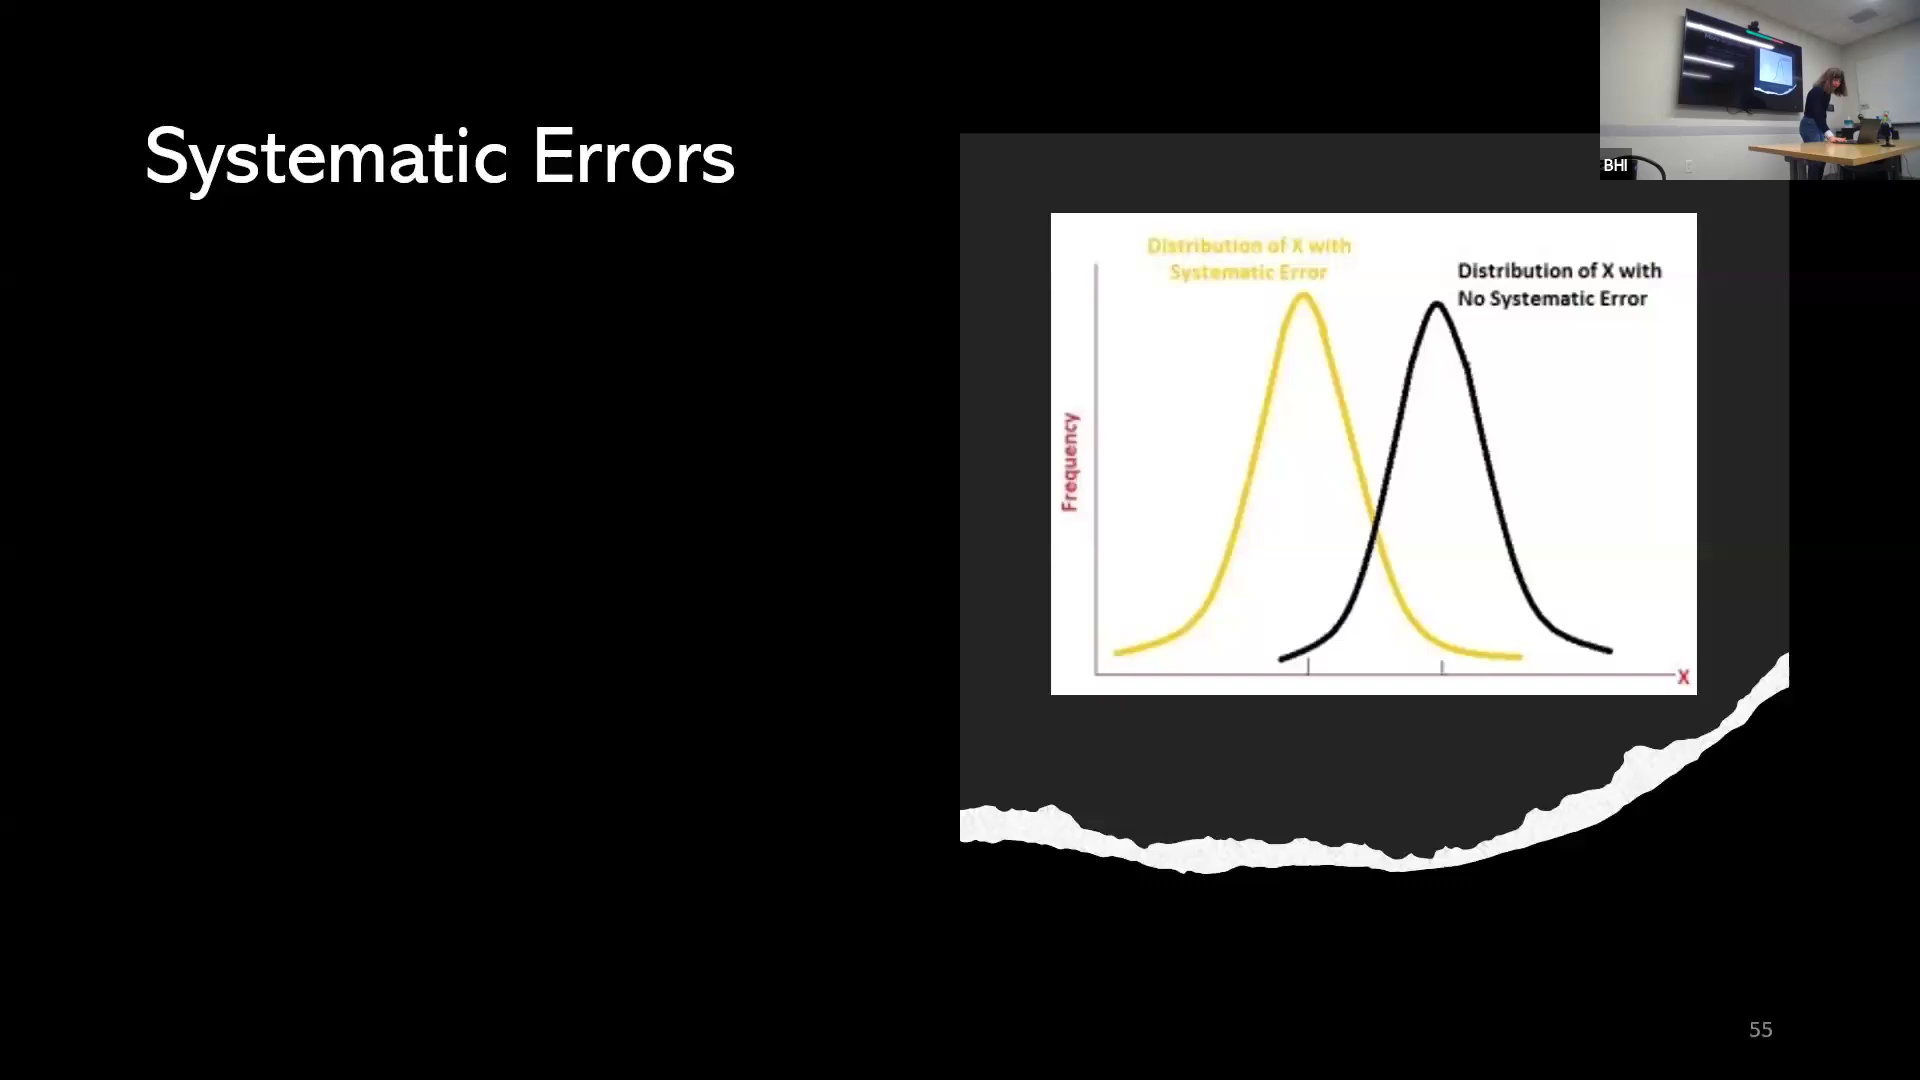 Systematic Errors
BHI
Distribution of X with
Systematic Error
Distribution of X with
No Systematic Error
Frequency
X
55